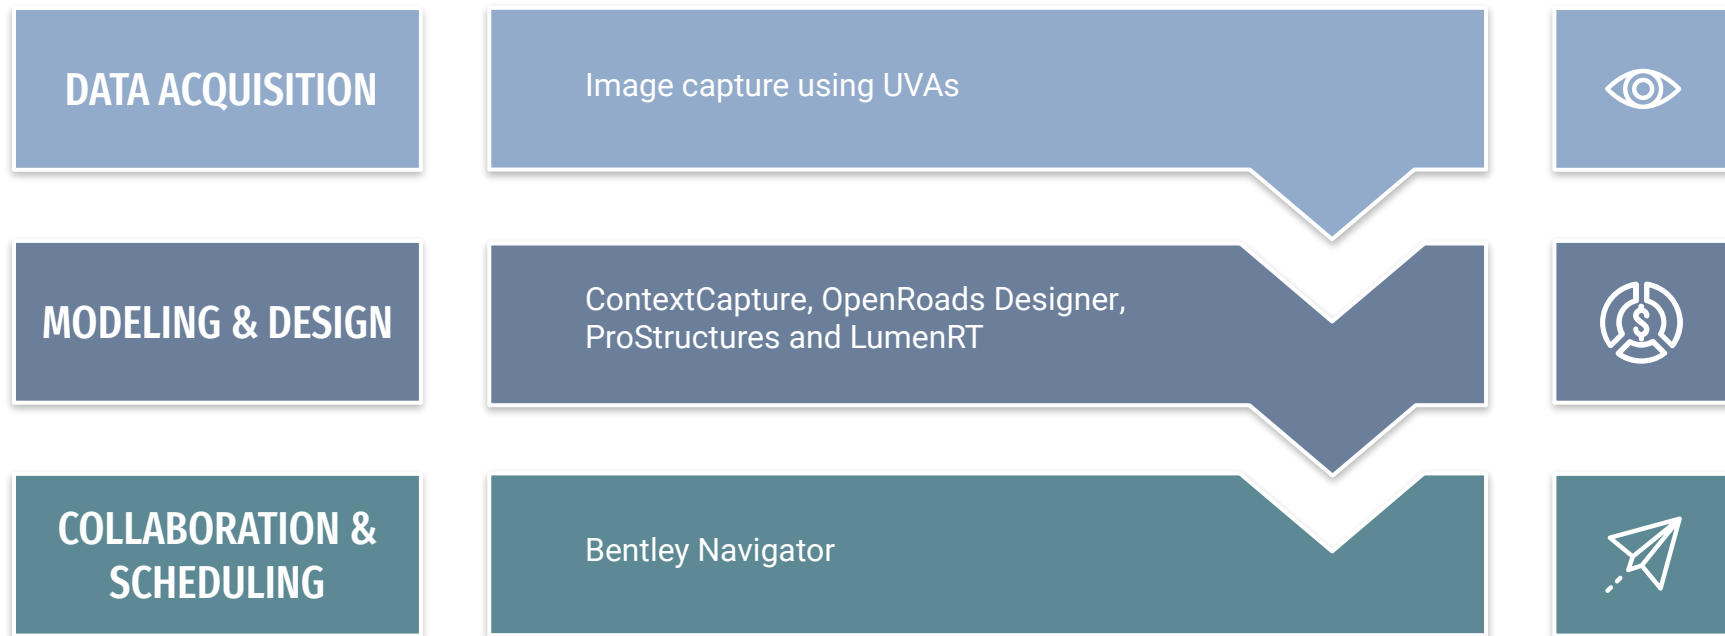 DATA ACQUISITION
Image capture using UVAs
MODELING & DESIGN
ContextCapture, OpenRoads Designer,
ProStructures and LumenRT
$
COLLABORATION &
SCHEDULING
Bentley Navigator